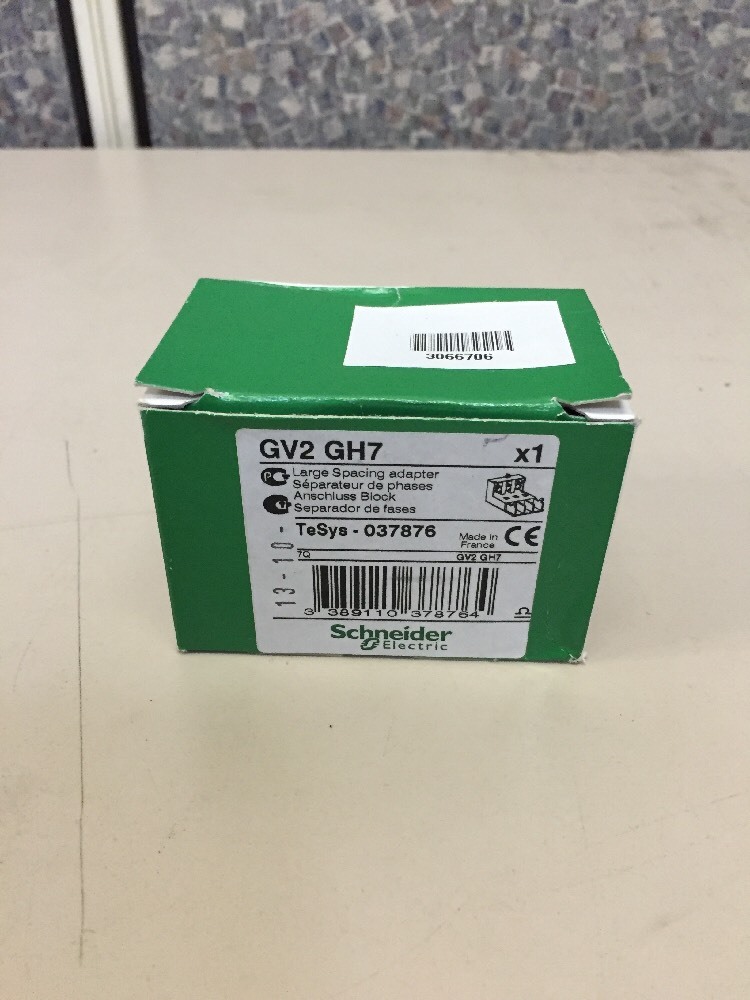 3066706
GV2 GH7 x1
Large Spacing adapter
Séparateur de phases
Anschluss Block
Separador de fases
TeSys - 037876
Made in
France
CE
7Q
GV2 GH7
13-10-
3 389110 378764
Schneider
Electric